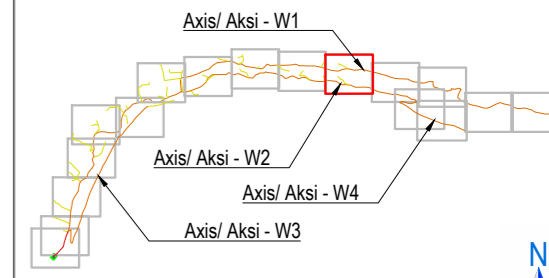 Axis/ Aksi - W1
Axis/ Aksi - W2
Axis/ Aksi - W4
Axis/ Aksi - W3
N